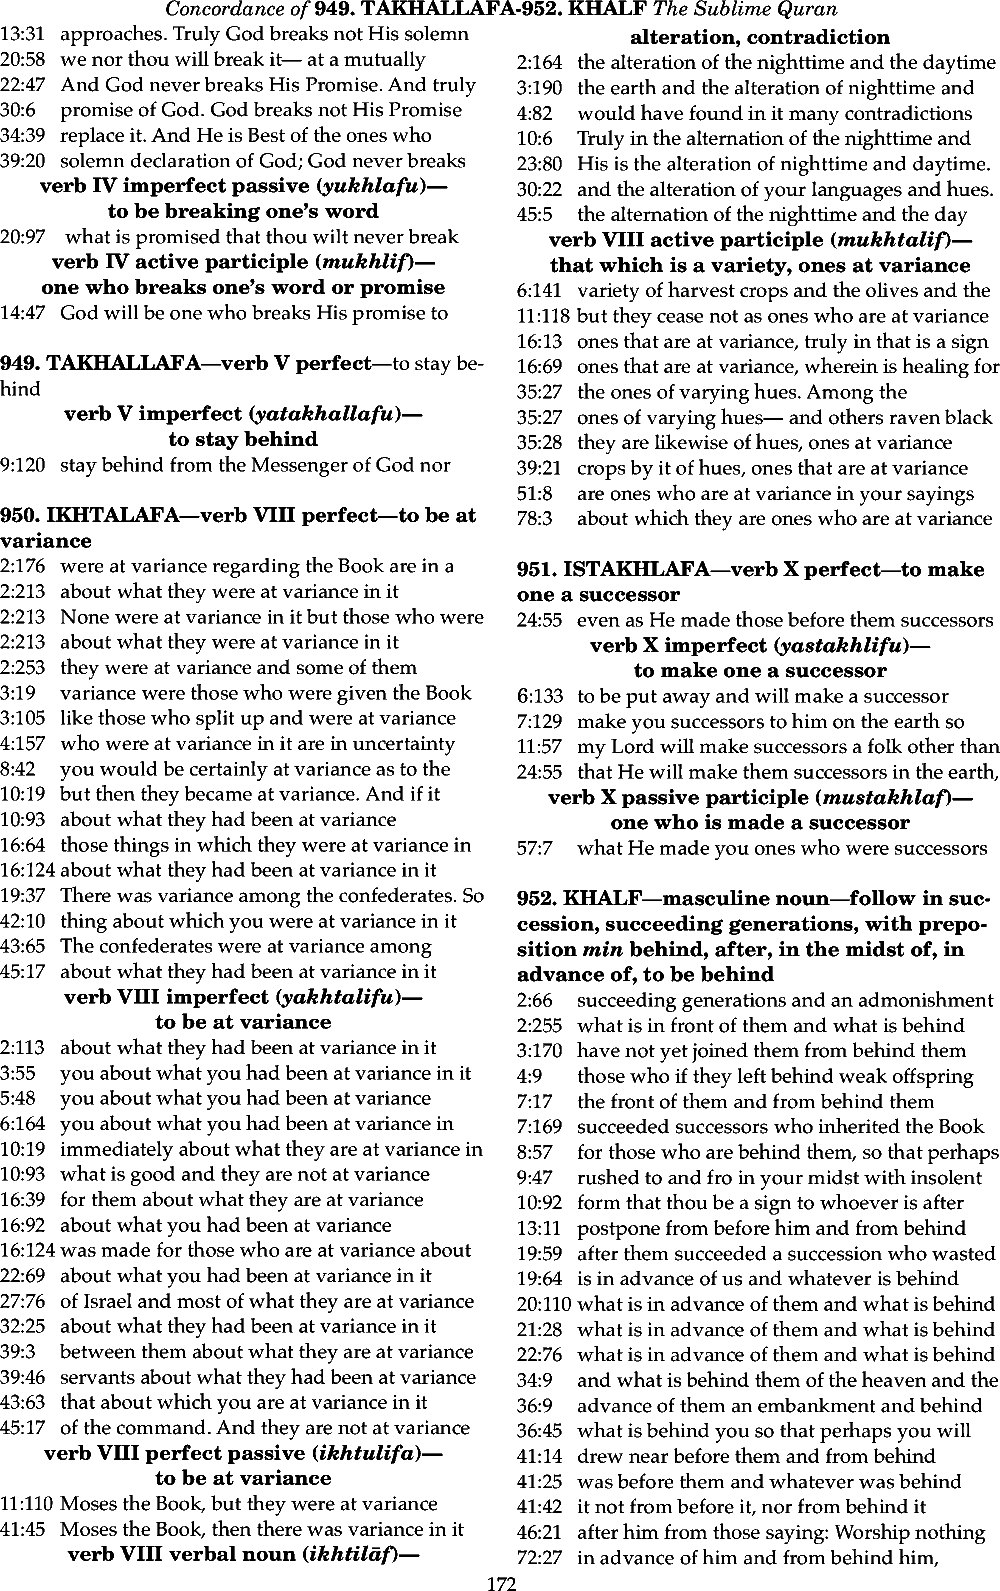 Concordance of 949. TAKHALLAFA-952. KHALF The Sublime Quran
13:31 approaches. Truly God breaks not His solemn
20:58 we nor thou will break it— at a mutually
22:47 And God never breaks His Promise. And truly
30:6 promise of God. God breaks not His Promise
34:39 replace it. And He is Best of the ones who
39:20 solemn declaration of God; God never breaks
verb IV imperfect passive (yukhlafu)—
to be breaking one's word
20:97 what is promised that thou wilt never break
verb IV active participle (mukhlif)—
one who breaks one's word or promise
14:47 God will be one who breaks His promise to
949. TAKHALLAFA—verb V perfect—to stay be-
hind
verb V imperfect (yatakhallafu)—
to stay behind
9:120 stay behind from the Messenger of God nor
950. IKHTALAFA—verb VIII perfect—to be at
variance
2:176 were at variance regarding the Book are in a
2:213 about what they were at variance in it
2:213 None were at variance in it but those who were
2:213 about what they were at variance in it
2:253 they were at variance and some of them
3:19 variance were those who were given the Book
3:105 like those who split up and were at variance
4:157 who were at variance in it are in uncertainty
8:42 you would be certainly at variance as to the
10:19 but then they became at variance. And if it
10:93 about what they had been at variance
16:64 those things in which they were at variance in
16:124 about what they had been at variance in it
19:37 There was variance among the confederates. So
42:10 thing about which you were at variance in it
43:65 The confederates were at variance among
45:17 about what they had been at variance in it
verb VIII imperfect (yakhtalifu)—
to be at variance
2:113 about what they had been at variance in it
3:55 you about what you had been at variance in it
5:48 you about what you had been at variance
6:164 you about what you had been at variance in
10:19 immediately about what they are at variance in
10:93 what is good and they are not at variance
16:39 for them about what they are at variance
16:92 about what you had been at variance
16:124 was made for those who are at variance about
22:69 about what you had been at variance in it
27:76 of Israel and most of what they are at variance
32:25 about what they had been at variance in it
39:3 between them about what they are at variance
39:46 servants about what they had been at variance
43:63 that about which you are at variance in it
45:17 of the command. And they are not at variance
verb VIII perfect passive (ikhtulifa)—
to be at variance
11:110 Moses the Book, but they were at variance
41:45 Moses the Book, then there was variance in it
verb VIII verbal noun (ikhtilāf)—
alteration, contradiction
2:164 the alteration of the nighttime and the daytime
3:190 the earth and the alteration of nighttime and
4:82 would have found in it many contradictions
10:6 Truly in the alternation of the nighttime and
23:80 His is the alteration of nighttime and daytime.
30:22 and the alteration of your languages and hues.
45:5 the alternation of the nighttime and the day
verb VIII active participle (mukhtalif)—
that which is a variety, ones at variance
6:141 variety of harvest crops and the olives and the
11:118 but they cease not as ones who are at variance
16:13 ones that are at variance, truly in that is a sign
16:69 ones that are at variance, wherein is healing for
35:27 the ones of varying hues. Among the
35:27 ones of varying hues— and others raven black
35:28 they are likewise of hues, ones at variance
39:21 crops by it of hues, ones that are at variance
51:8 are ones who are at variance in your sayings
78:3 about which they are ones who are at variance
951. ISTAKHLAFA—verb X perfect—to make
one a successor
24:55 even as He made those before them successors
verb X imperfect (yastakhlifu)—
to make one a successor
6:133 to be put away and will make a successor
7:129 make you successors to him on the earth so
11:57 my Lord will make successors a folk other than
24:55 that He will make them successors in the earth,
verb X passive participle (mustakhlaf)—
one who is made a successor
57:7 what He made you ones who were successors
952. KHALF—masculine noun—follow in suc-
cession, succeeding generations, with prepo-
sition min behind, after, in the midst of, in
advance of, to be behind
2:66 succeeding generations and an admonishment
2:255 what is in front of them and what is behind
3:170 have not yet joined them from behind them
4:9 those who if they left behind weak offspring
7:17 the front of them and from behind them
7:169 succeeded successors who inherited the Book
8:57 for those who are behind them, so that perhaps
9:47 rushed to and fro in your midst with insolent
10:92 form that thou be a sign to whoever is after
13:11 postpone from before him and from behind
19:59 after them succeeded a succession who wasted
19:64 is in advance of us and whatever is behind
20:110 what is in advance of them and what is behind
21:28 what is in advance of them and what is behind
22:76 what is in advance of them and what is behind
34:9 and what is behind them of the heaven and the
36:9 advance of them an embankment and behind
36:45 what is behind you so that perhaps you will
41:14 drew near before them and from behind
41:25 was before them and whatever was behind
41:42 it not from before it, nor from behind it
46:21 after him from those saying: Worship nothing
72:27 in advance of him and from behind him,
172